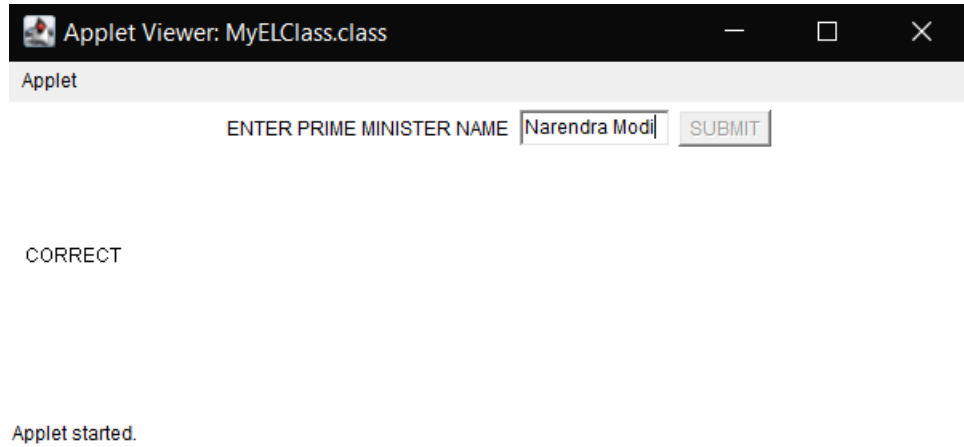 Applet Viewer: MyELClass.class
Applet
ENTER PRIME MINISTER NAME Narendra Modi SUBMIT
CORRECT
Applet started.